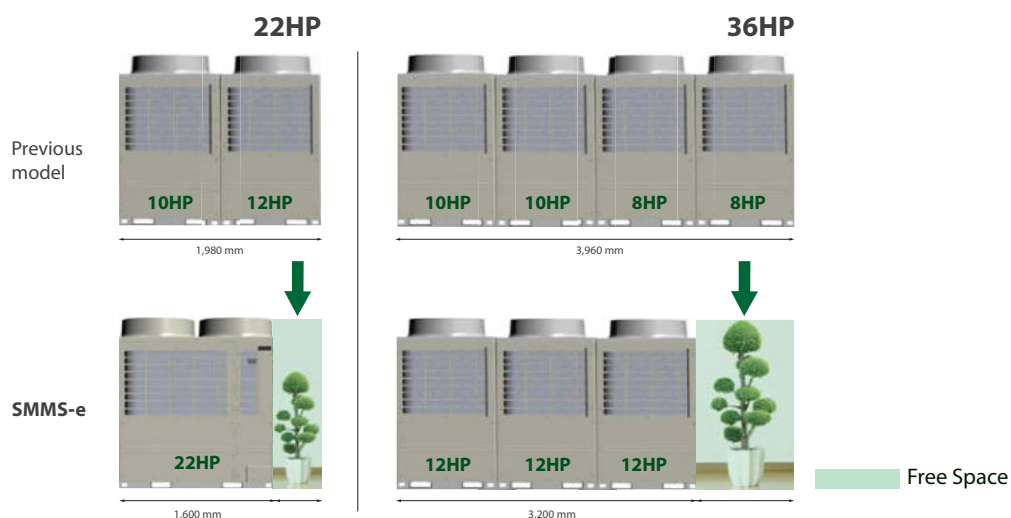 22HP
36HP
Previous
model
10HP
12HP
10HP
10HP
8HP
8HP
1,980 mm
3,960 mm
SMMS-e
22HP
12HP
12HP
12HP
Free Space
1,600 mm
3,200 mm